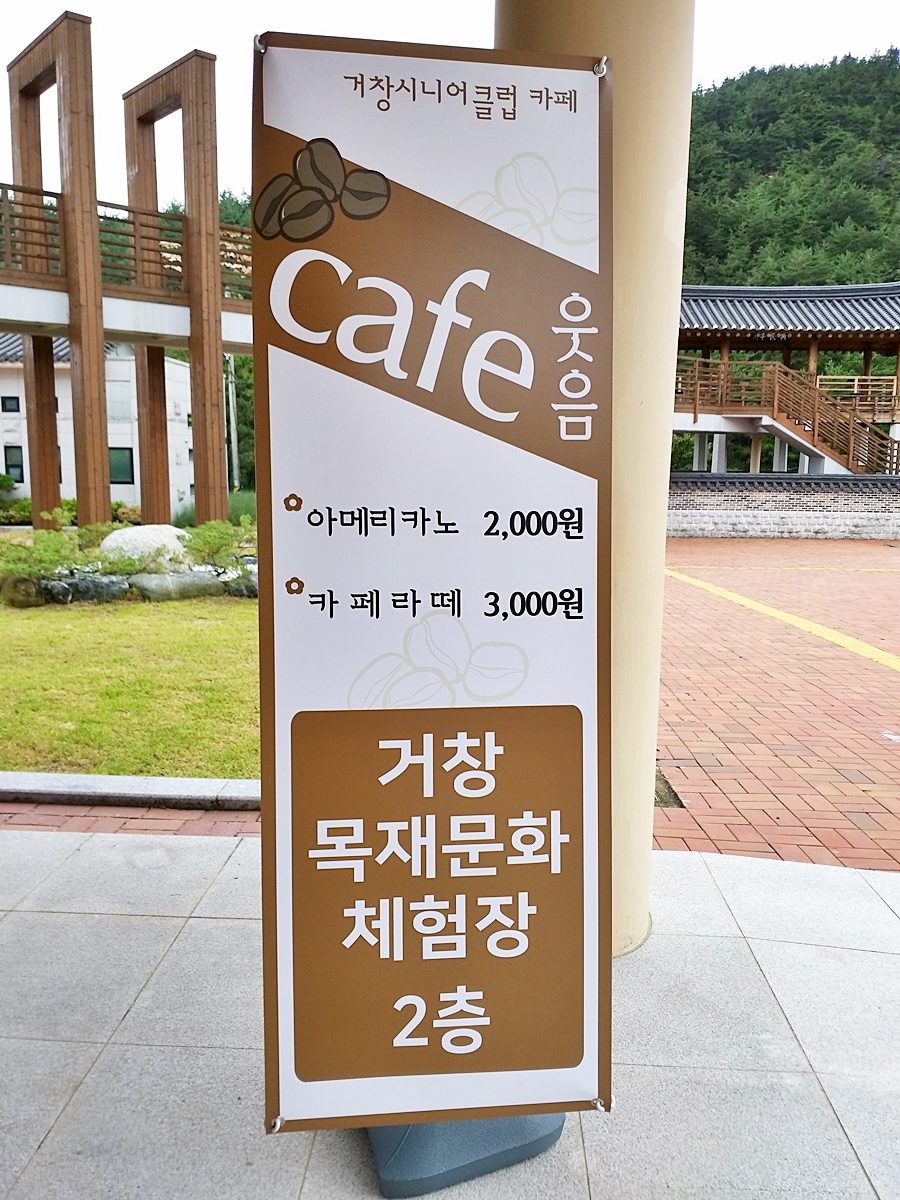 거창시니어클럽 카페
cafe 웃음
아메리카노 2,000원
카페라떼 3,000원
거창
목재문화
체험장
2층